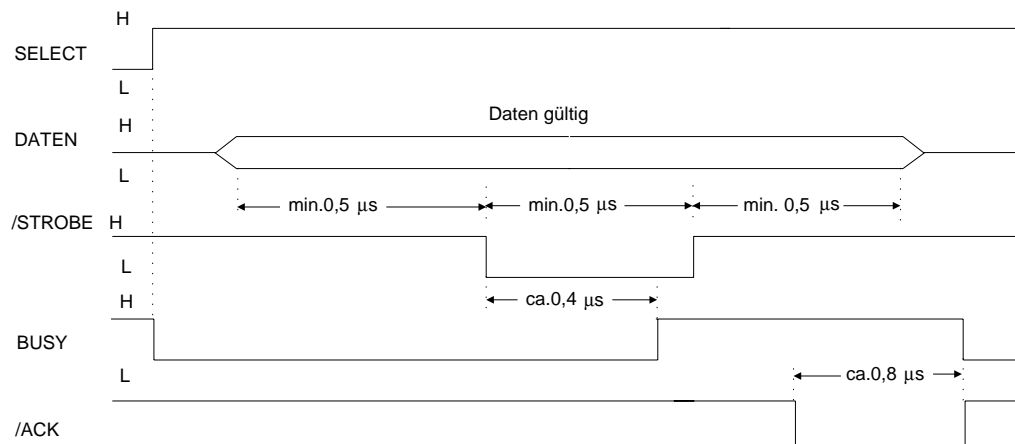 H
SELECT
L
Daten gültig
H
DATEN
L
min.0,5 µs
min.0,5 µs
min. 0,5 µs
/STROBE H
L
ca.0,4 µs
H
BUSY
L
ca.0,8 µs
/ACK